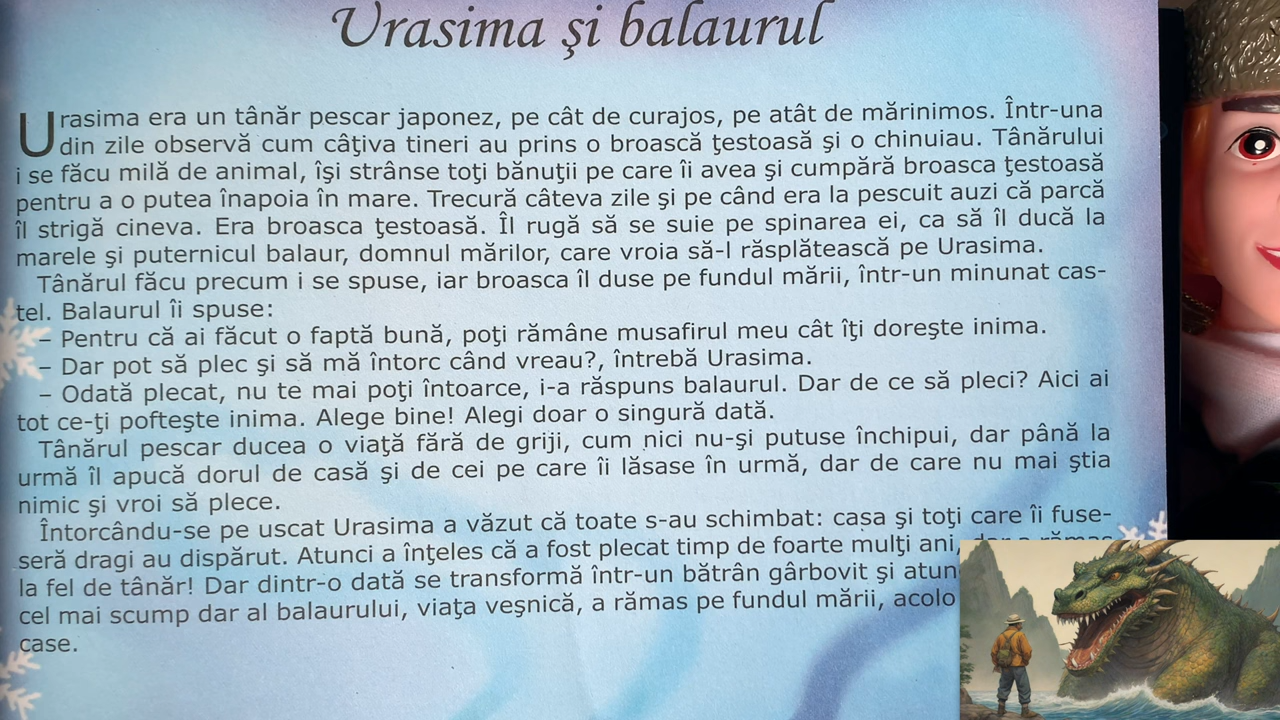 Urasima şi balaurul
Urasima era un tânăr pescar japonez, pe cât de curajos, pe atât de mărinimos. Într-una
din zile observă cum câţiva tineri au prins o broască ţestoasă şi o chinuiau. Tânărului
i se făcu milă de animal, îşi strânse toţi bănuţii pe care îi avea şi cumpără broasca ţestoasă
pentru a o putea înapoia în mare. Trecură câteva zile şi pe când era la pescuit auzi că parcă
îl strigă cineva. Era broasca ţestoasă. Îl rugă să se suie pe spinarea ei, ca să îl ducă la
marele şi puternicul balaur, domnul mărilor, care vroia să-l răsplătească pe Urasima.
Tânărul făcu precum i se spuse, iar broasca îl duse pe fundul mării, într-un minunat cas-
tel. Balaurul îi spuse:
– Pentru că ai făcut o faptă bună, poţi rămâne musafirul meu cât îţi doreşte inima.
– Dar pot să plec şi să mă întorc când vreau?, întrebă Urasima.
– Odată plecat, nu te mai poţi întoarce, i-a răspuns balaurul. Dar de ce să pleci? Aici ai
tot ce-ţi pofteşte inima. Alege bine! Alegi doar o singură dată.
Tânărul pescar ducea o viaţă fără de griji, cum nici nu-şi putuse închipui, dar până la
urmă îl apucă dorul de casă şi de cei pe care îi lăsase în urmă, dar de care nu mai ştia
nimic şi vroi să plece.
Întorcându-se pe uscat Urasima a văzut că toate s-au schimbat: casa şi toţi care îi fuse-
seră dragi au dispărut. Atunci a înţeles că a fost plecat timp de foarte mulţi ani, dar a rămas
la fel de tânăr! Dar dintr-o dată se transformă într-un bătrân gârbovit şi
cel mai scump dar al balaurului, viaţa veşnică, a rămas pe fundul mării, acolo
case.